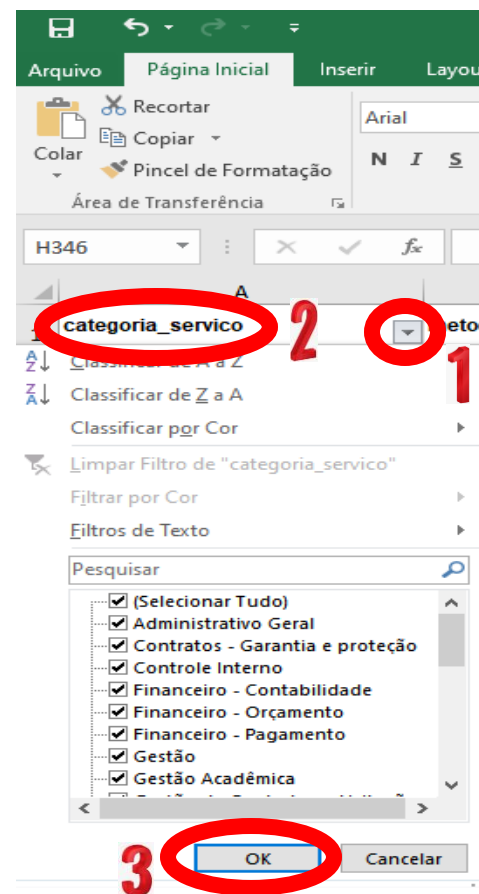 Arquivo Página Inicial Inserir Layou
Recortar
Copiar
Colar
Pincel de Formatação
Área de Transferência
Arial
N I S
H346 fx
A
1 categoria_servico 2 eto 1
Classificar de A a Z
Classificar de Z a A
Classificar por Cor
Limpar Filtro de "categoria_servico"
Filtrar por Cor
Filtros de Texto
Pesquisar
(Selecionar Tudo)
Administrativo Geral
Contratos - Garantia e proteção
Controle Interno
Financeiro - Contabilidade
Financeiro - Orçamento
Financeiro - Pagamento
Gestão
Gestão Acadêmica
3 OK Cancelar